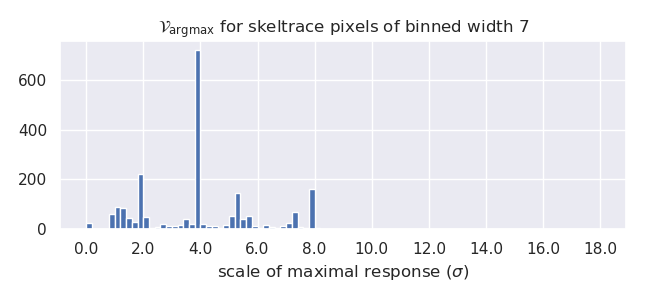 𝒱argmax for skeltrace pixels of binned width 7
600
400
200
0
0.0 2.0 4.0 6.0 8.0 10.0 12.0 14.0 16.0 18.0
scale of maximal response (σ)